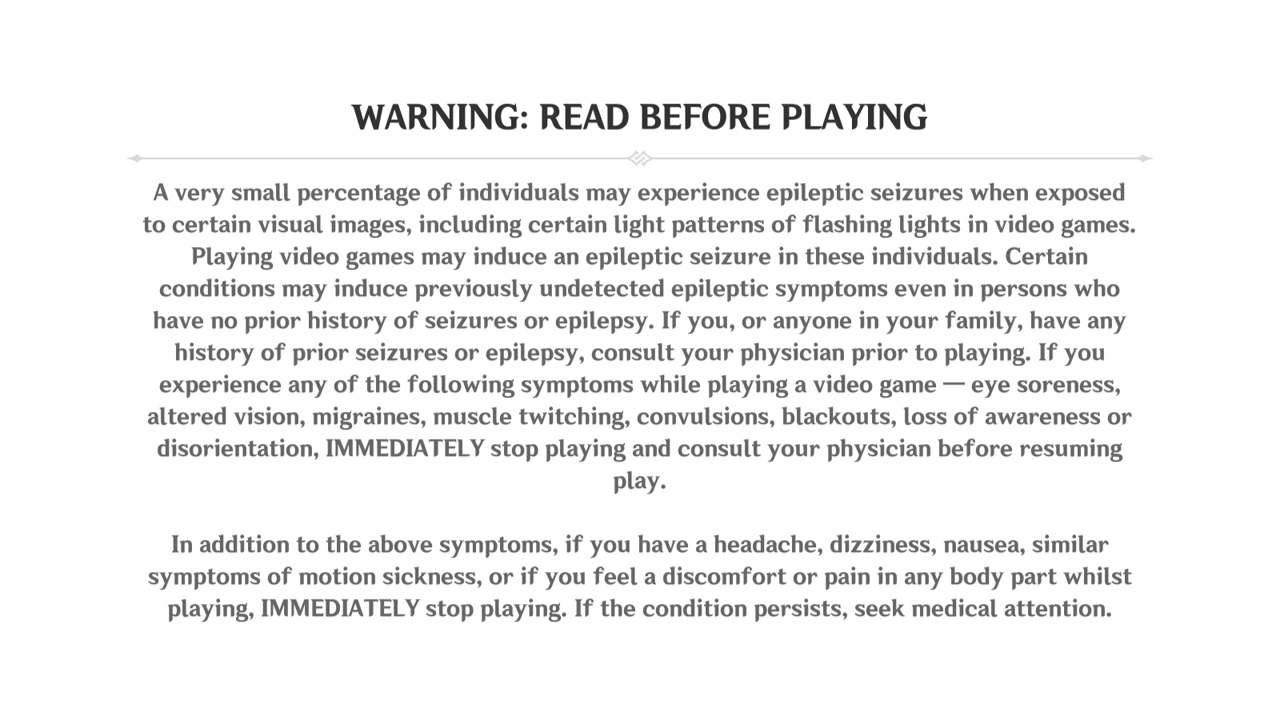 WARNING: READ BEFORE PLAYING
A very small percentage of individuals may experience epileptic seizures when exposed
to certain visual images, including certain light patterns of flashing lights in video games.
Playing video games may induce an epileptic seizure in these individuals. Certain
conditions may induce previously undetected epileptic symptoms even in persons who
have no prior history of seizures or epilepsy. If you, or anyone in your family, have any
history of prior seizures or epilepsy, consult your physician prior to playing. If you
experience any of the following symptoms while playing a video game — eye soreness,
altered vision, migraines, muscle twitching, convulsions, blackouts, loss of awareness or
disorientation, IMMEDIATELY stop playing and consult your physician before resuming
play.
In addition to the above symptoms, if you have a headache, dizziness, nausea, similar
symptoms of motion sickness, or if you feel a discomfort or pain in any body part whilst
playing, IMMEDIATELY stop playing. If the condition persists, seek medical attention.